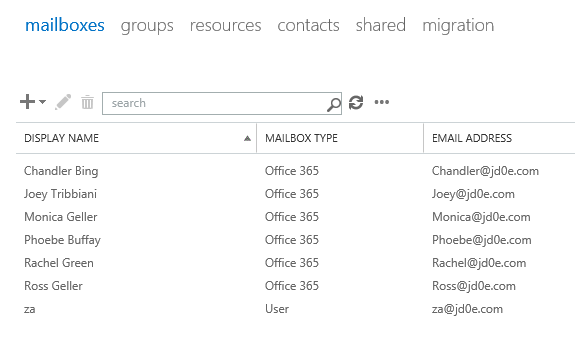 mailboxes groups resources contacts shared migration
search
DISPLAY NAME MAILBOX TYPE EMAIL ADDRESS
Chandler Bing Office 365 Chandler@jd0e.com
Joey Tribbiani Office 365 Joey@jd0e.com
Monica Geller Office 365 Monica@jd0e.com
Phoebe Buffay Office 365 Phoebe@jd0e.com
Rachel Green Office 365 Rachel@jd0e.com
Ross Geller Office 365 Ross@jd0e.com
za User za@jd0e.com